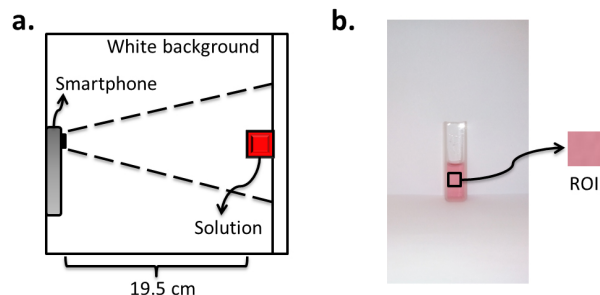 a.
White background
Smartphone
Solution
19.5 cm
b.
ROI